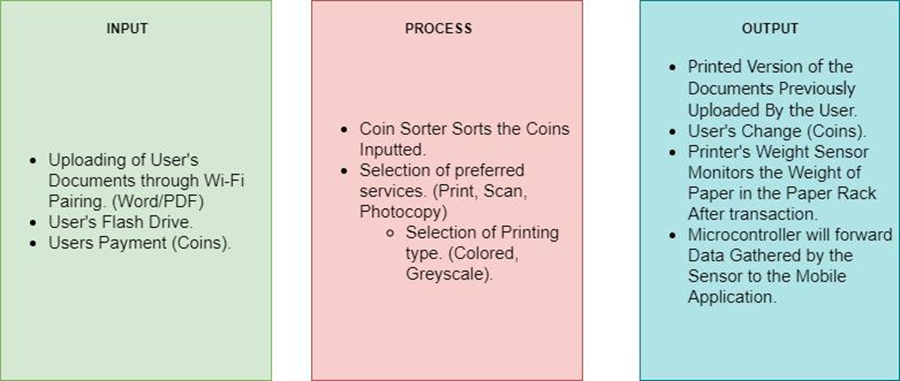 INPUT
Uploading of User's
Documents through Wi-Fi
Pairing. (Word/PDF)
User's Flash Drive.
Users Payment (Coins).
PROCESS
Coin Sorter Sorts the Coins
Inputted.
Selection of preferred
services. (Print, Scan,
Photocopy)
Selection of Printing
type. (Colored,
Greyscale).
OUTPUT
Printed Version of the
Documents Previously
Uploaded By the User.
User's Change (Coins).
Printer's Weight Sensor
Monitors the Weight of
Paper in the Paper Rack
After transaction.
Microcontroller will forward
Data Gathered by the
Sensor to the Mobile
Application.